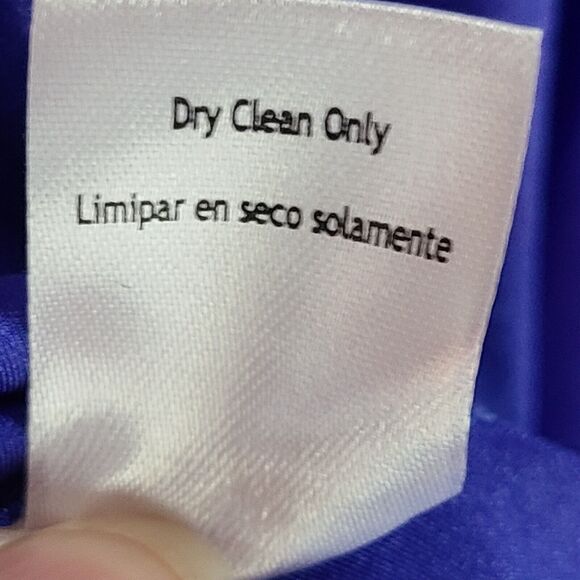 Dry Clean Only
Limipar en seco solamente